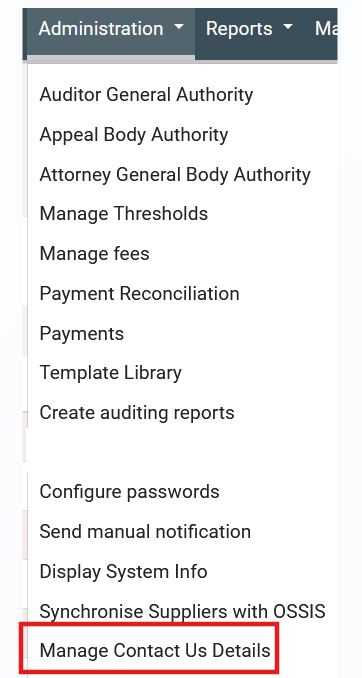 Administration Reports Ma
Auditor General Authority
Appeal Body Authority
Attorney General Body Authority
Manage Thresholds
Manage fees
Payment Reconciliation
Payments
Template Library
Create auditing reports
Configure passwords
Send manual notification
Display System Info
Synchronise Suppliers with OSSIS
Manage Contact Us Details